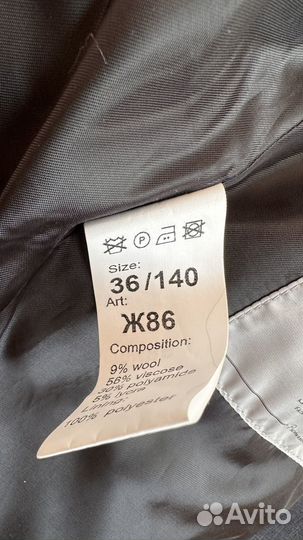 P
Size:
36/140
Art:
Ж86
Composition:
9% wool
56% viscose
30% polyamide
5% lycra
Lining:
100% polyester
Avito